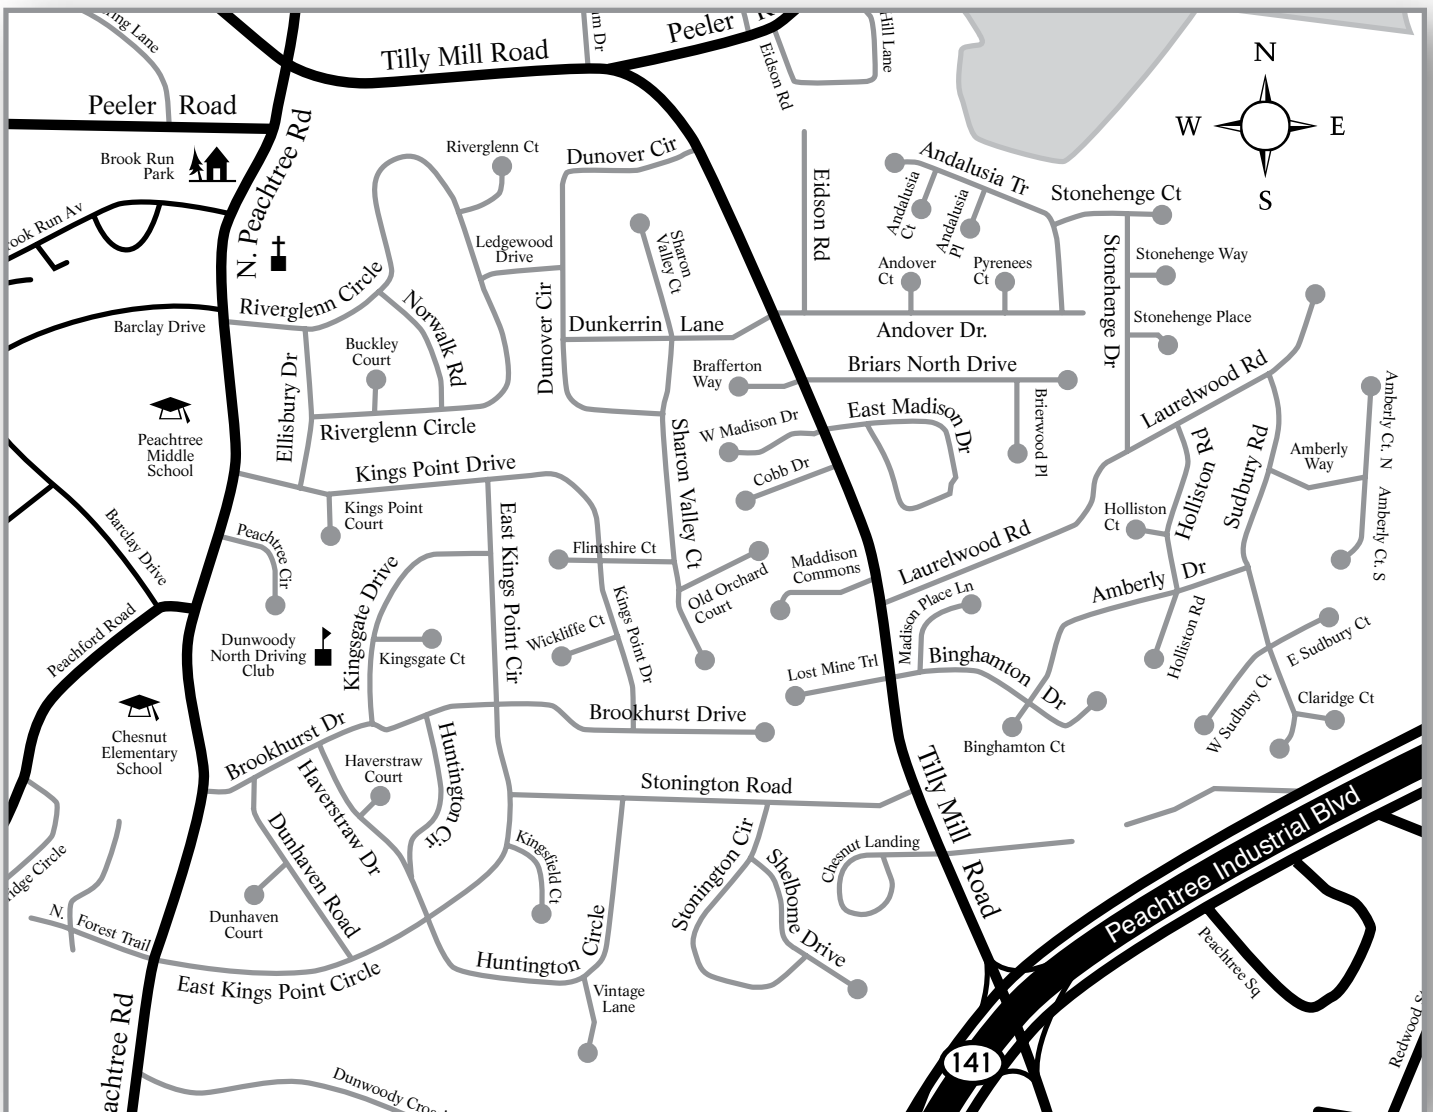 Tilly Mill Road
Peeler
Eidson Rd
Hill Lane
Peeler Road
N
W
E
S
Brook Run
Park
N. Peachtree Rd
Riverglenn Ct
Dunover Cir
Andalusia Tr
Andalusia
Ct
Andalusia
Pl
Stonehenge Ct
Eidson Rd
Ledgewood
Drive
Sharon
Valley Ct
Stonehenge Way
Andover
Ct
Pyrenees
Ct
Stonehenge Dr
Riverglenn Circle
Barclay Drive
Norwalk Rd
Dunover Cir
Dunkerrin Lane
Andover Dr.
Stonehenge Place
Buckley
Court
Ellisbury Dr
Brafferton
Way
Briars North Drive
Brierwood Pl
Laurelwood Rd
Amberly Ct. N
Peachtree
Middle
School
Riverglenn Circle
W Madison Dr
East Madison Dr
Sharon Valley Ct
Cobb Dr
Holliston Rd
Sudbury Rd
Amberly
Way
Amberly Ct. S
Kings Point Drive
Kings Point
Court
East Kings Point Cir
Barclay Drive
Peachtree Cir
Holliston
Ct
Flintshire Ct
Maddison
Commons
Laurelwood Rd
Amberly Dr
Kingsgate Drive
Old Orchard
Court
Kings Point Dr
Madison Place Ln
Holliston Rd
Peachford Road
Dunwoody
North Driving
Club
Kingsgate Ct
Wickliffe Ct
Lost Mine Trl
Binghamton Dr
E Sudbury Ct
W Sudbury Ct
Claridge Ct
Chesnut
Elementary
School
Brookhurst Dr
Brookhurst Drive
Binghamton Ct
Haverstraw
Court
Haverstraw Dr
Huntington Cir
Stonington Road
Tilly Mill Road
Peachtree Industrial Blvd
Dunhaven Road
Kingsfield Ct
Stonington Cir
Shelborne Drive
Chesnut Landing
N. Forest Trail
Dunhaven
Court
East Kings Point Circle
Huntington Circle
Vintage
Lane
Peachtree Sq
141